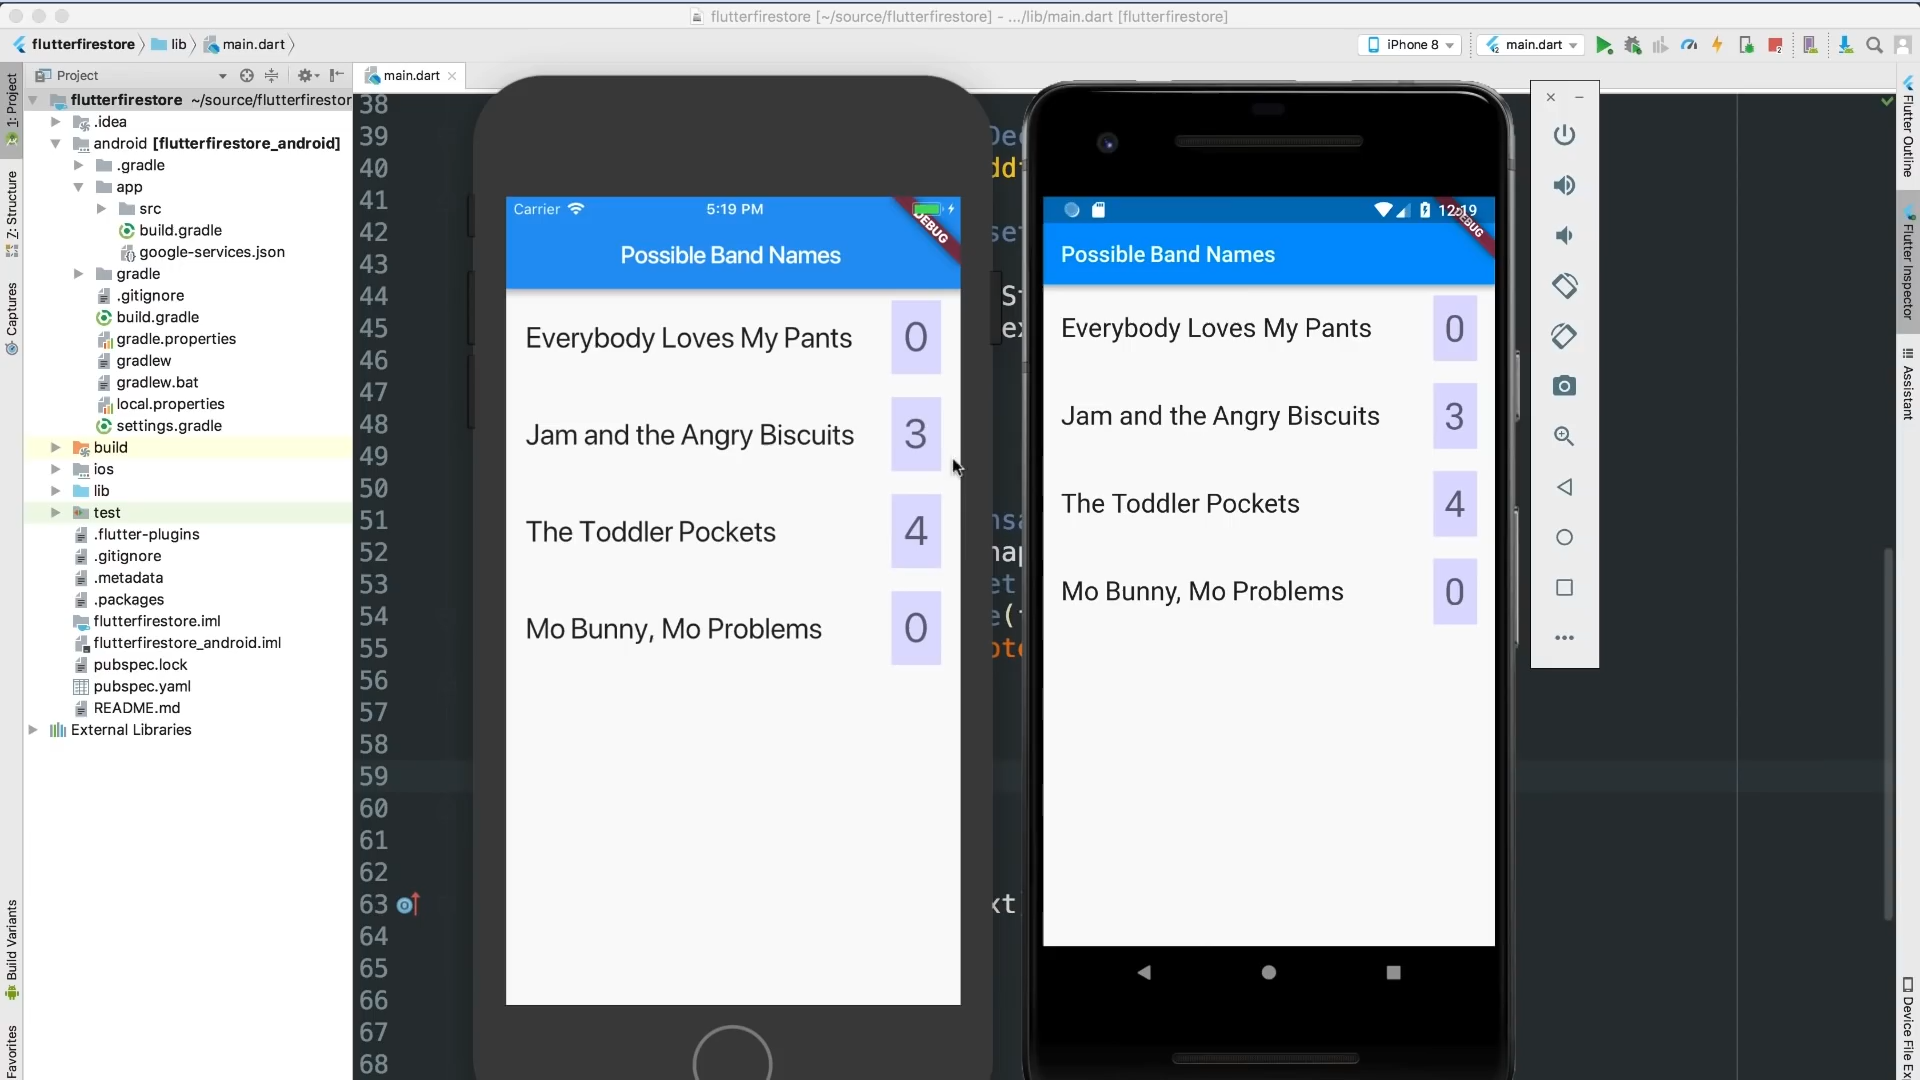 flutterfirestore [~/source/flutterfirestore] - .../lib/main.dart [flutterfirestore]
flutterfirestore lib main.dart
iPhone 8 main.dart
Project
main.dart
1: Project
Z: Structure
Captures
Build Variants
Favorites
flutterfirestore ~/source/flutterfirestor
.idea
android [flutterfirestore_android]
.gradle
app
src
build.gradle
google-services.json
gradle
.gitignore
build.gradle
gradle.properties
gradlew
gradlew.bat
local.properties
settings.gradle
build
ios
lib
test
.flutter-plugins
.gitignore
.metadata
.packages
flutterfirestore.iml
flutterfirestore_android.iml
pubspec.lock
pubspec.yaml
README.md
External Libraries
38
39
40
41
42
43
44
45
46
47
48
49
50
51
52
53
54
55
56
57
58
59
60
61
62
63
64
65
66
67
68
Carrier 5:19 PM
DEBUG
Possible Band Names
Everybody Loves My Pants 0
Jam and the Angry Biscuits 3
The Toddler Pockets 4
Mo Bunny, Mo Problems 0
12:19
DEBUG
Possible Band Names
Everybody Loves My Pants 0
Jam and the Angry Biscuits 3
The Toddler Pockets 4
Mo Bunny, Mo Problems 0
Flutter Outline
Flutter Inspector
Assistant
Device File Ex